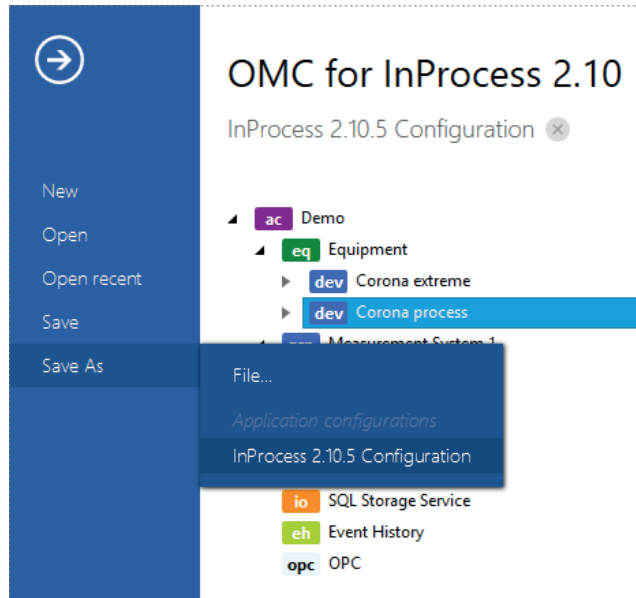 OMC for InProcess 2.10
InProcess 2.10.5 Configuration
New
Open
Open recent
Save
Save As
ac Demo
eq Equipment
dev Corona extreme
dev Corona process
Measurement System 1
File...
Application configurations
InProcess 2.10.5 Configuration
io SQL Storage Service
eh Event History
opc OPC